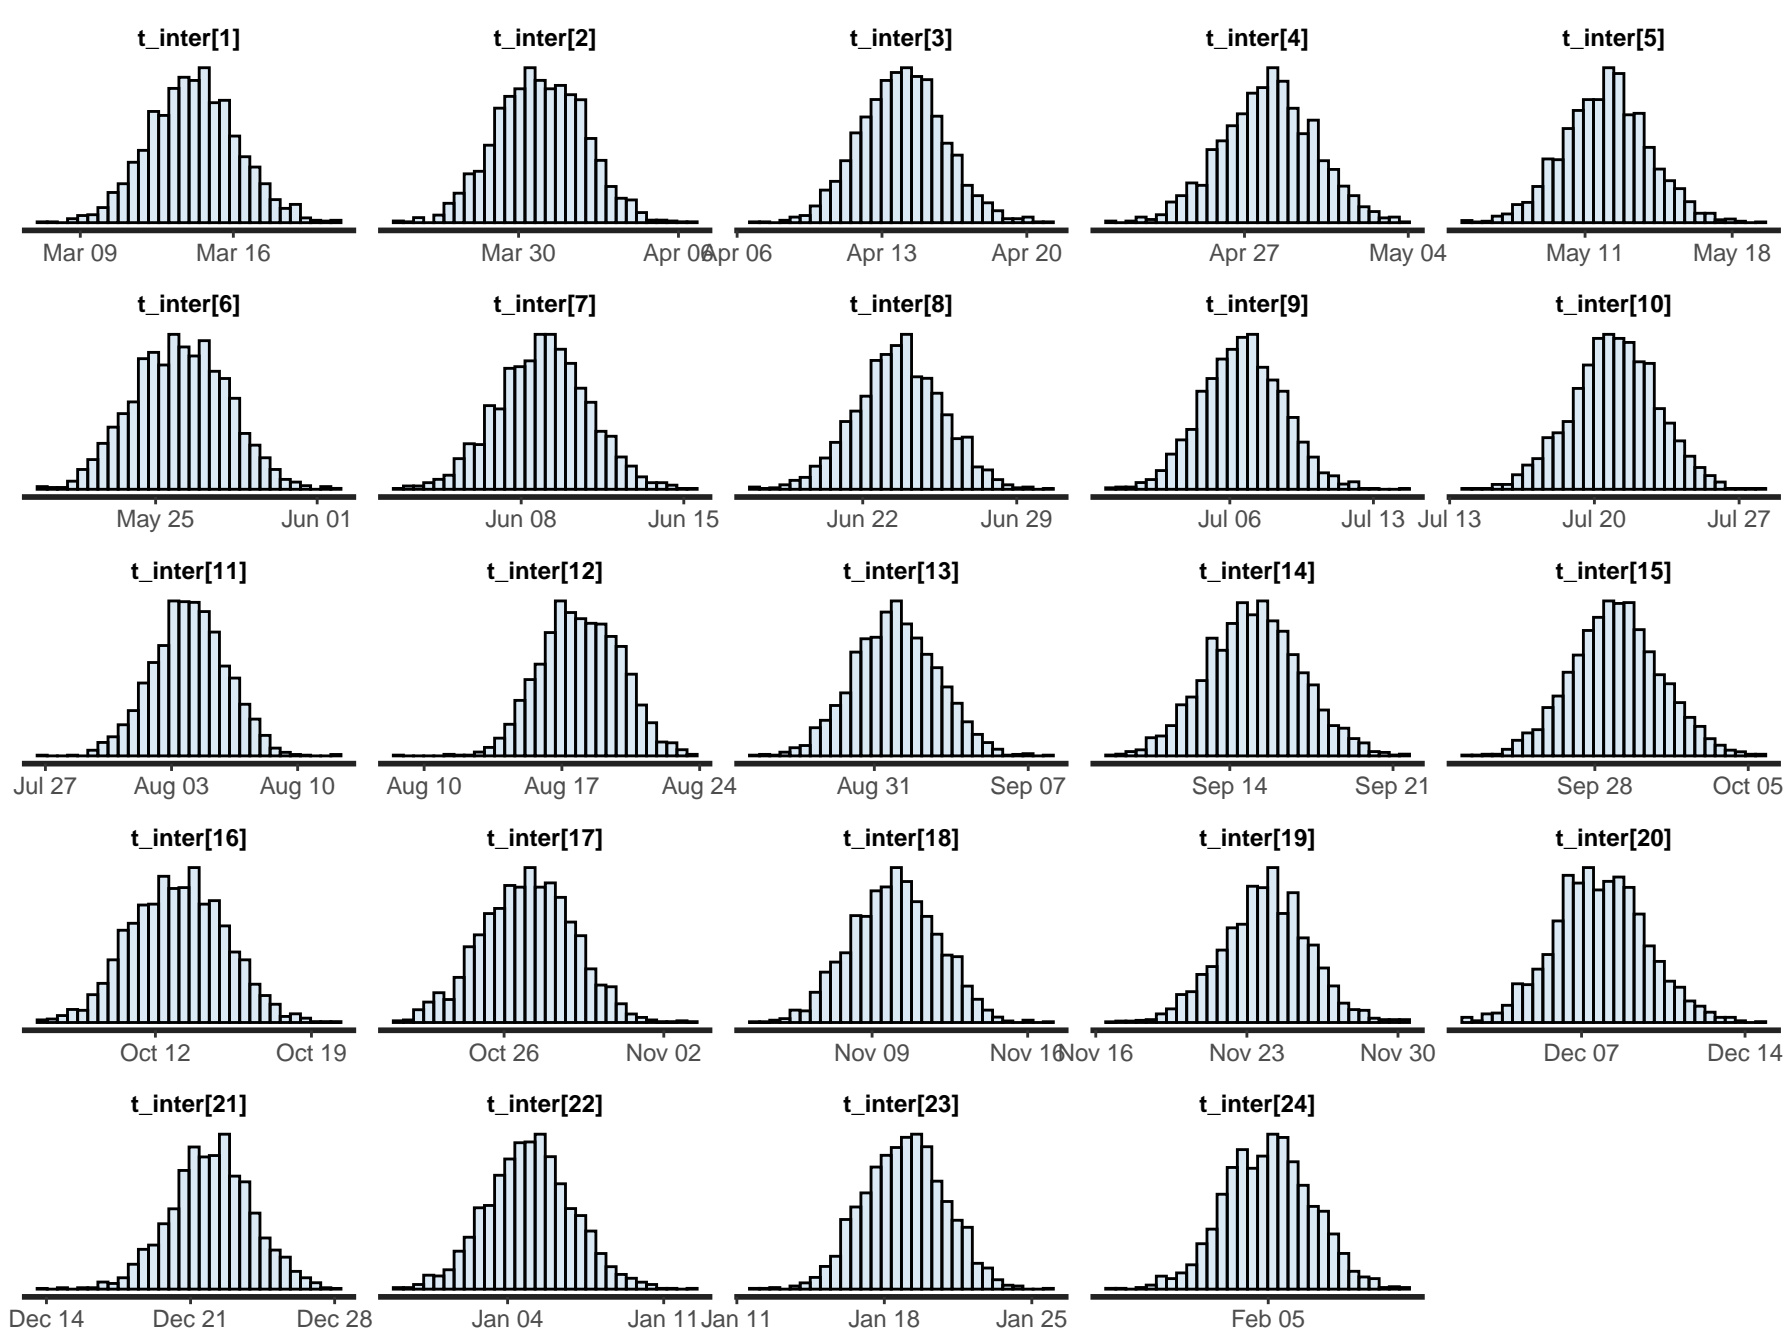 t_inter[1] t_inter[2] t_inter[3] t_inter[4] t_inter[5]
Mar 09 Mar 16 Mar 30 Apr 06 Apr 06 Apr 13 Apr 20 Apr 27 May 04 May 11 May 18
t_inter[6] t_inter[7] t_inter[8] t_inter[9] t_inter[10]
May 25 Jun 01 Jun 08 Jun 15 Jun 22 Jun 29 Jul 06 Jul 13 Jul 13 Jul 20 Jul 27
t_inter[11] t_inter[12] t_inter[13] t_inter[14] t_inter[15]
Jul 27 Aug 03 Aug 10 Aug 10 Aug 17 Aug 24 Aug 31 Sep 07 Sep 14 Sep 21 Sep 28 Oct 05
t_inter[16] t_inter[17] t_inter[18] t_inter[19] t_inter[20]
Oct 12 Oct 19 Oct 26 Nov 02 Nov 09 Nov 16 Nov 16 Nov 23 Nov 30 Dec 07 Dec 14
t_inter[21] t_inter[22] t_inter[23] t_inter[24]
Dec 14 Dec 21 Dec 28 Jan 04 Jan 11 Jan 11 Jan 18 Jan 25 Feb 05